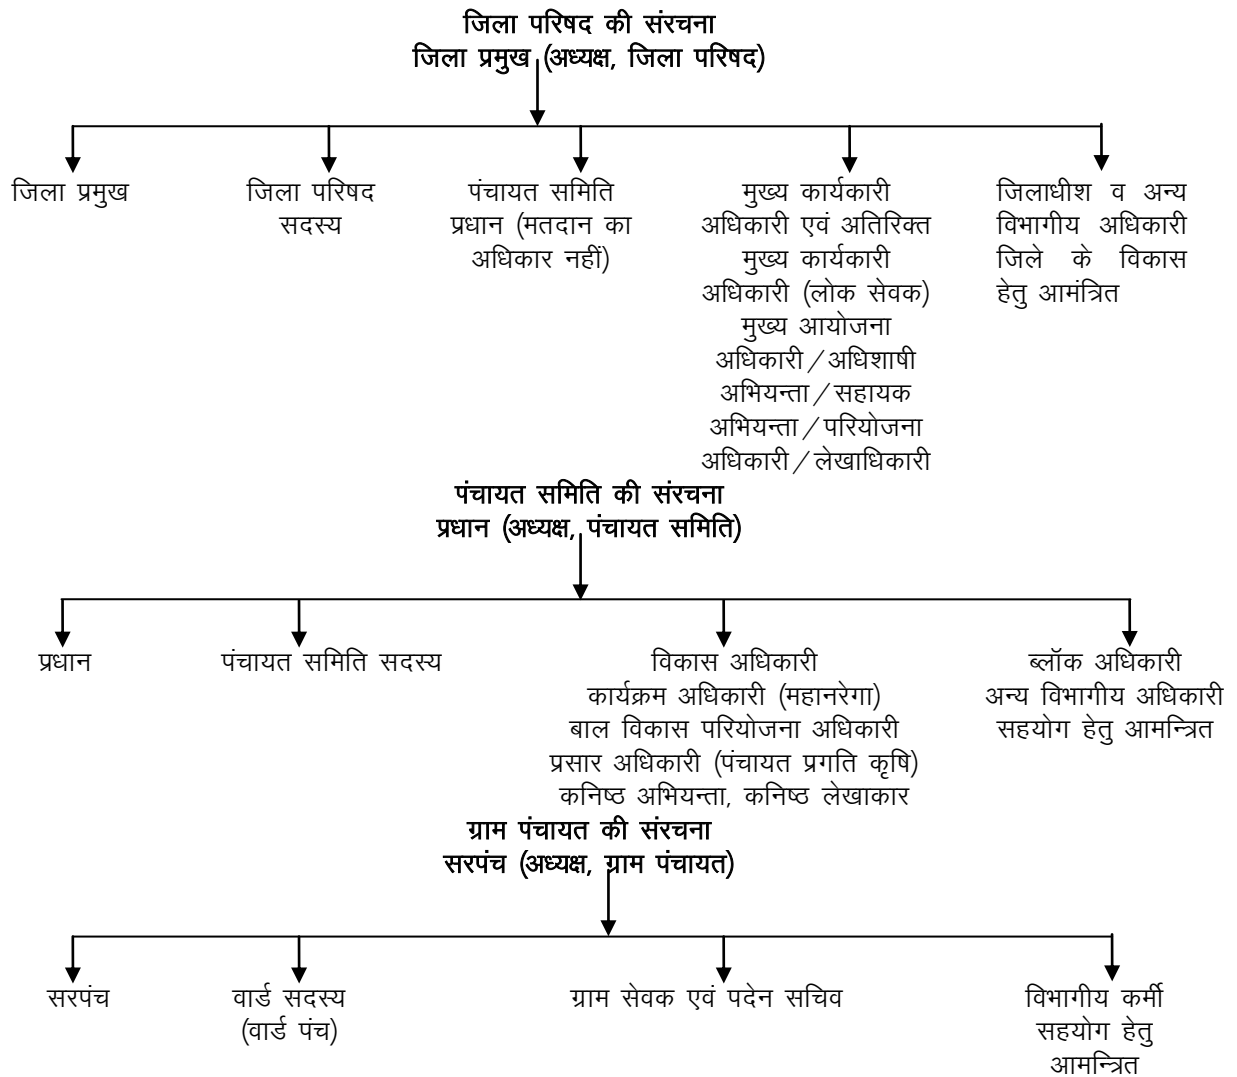 जिला परिषद की संरचना
जिला प्रमुख (अध्यक्ष, जिला परिषद)
जिला प्रमुख
जिला परिषद
सदस्य
पंचायत समिति
प्रधान (मतदान का
अधिकार नहीं)
मुख्य कार्यकारी
अधिकारी एवं अतिरिक्त
मुख्य कार्यकारी
अधिकारी (लोक सेवक)
मुख्य आयोजना
अधिकारी/अधिशाषी
अभियन्ता/सहायक
अभियन्ता/परियोजना
अधिकारी/लेखाधिकारी
जिलाधीश व अन्य
विभागीय अधिकारी
जिले के विकास
हेतु आमंत्रित
पंचायत समिति की संरचना
प्रधान (अध्यक्ष, पंचायत समिति)
प्रधान
पंचायत समिति सदस्य
विकास अधिकारी
कार्यक्रम अधिकारी (महानरेगा)
बाल विकास परियोजना अधिकारी
प्रसार अधिकारी (पंचायत प्रगति कृषि)
कनिष्ठ अभियन्ता, कनिष्ठ लेखाकार
ब्लॉक अधिकारी
अन्य विभागीय अधिकारी
सहयोग हेतु आमन्त्रित
ग्राम पंचायत की संरचना
सरपंच (अध्यक्ष, ग्राम पंचायत)
सरपंच
वार्ड सदस्य
(वार्ड पंच)
ग्राम सेवक एवं पदेन सचिव
विभागीय कर्मी
सहयोग हेतु
आमन्त्रित